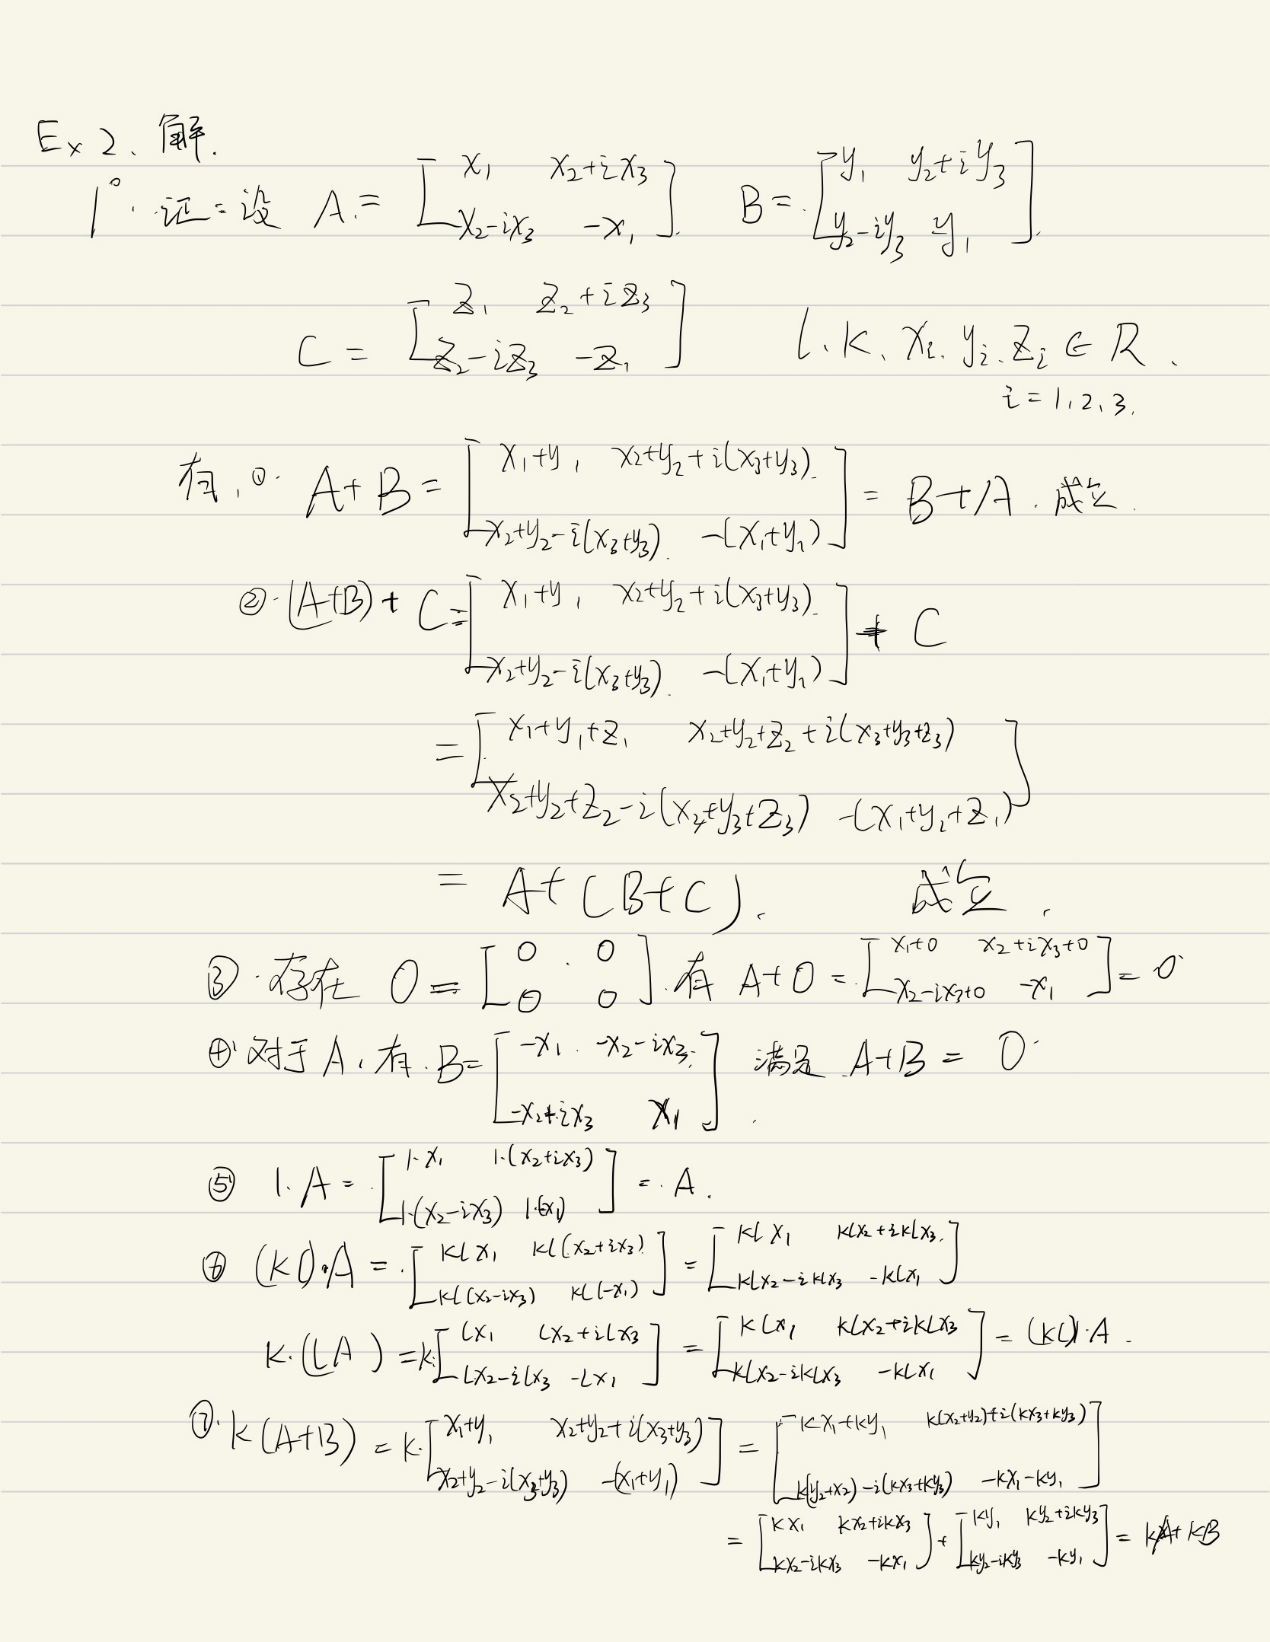 Ex 2、解.
1°. 证: 设 A = [x₁ x₂+ix₃; x₂-ix₃ -x₁] B = [y₁ y₂+iy₃; y₂-iy₃ y₁]
C = [z₁ z₂+iz₃; z₂-iz₃ -z₁] l. k. xᵢ. yᵢ. zᵢ ∈ R.
i = 1, 2, 3.
有, ①. A+B = [x₁+y₁ x₂+y₂+i(x₃+y₃); x₂+y₂-i(x₃+y₃) -(x₁+y₁)] = B+A. 成立.
②. (A+B)+C = [x₁+y₁ x₂+y₂+i(x₃+y₃); x₂+y₂-i(x₃+y₃) -(x₁+y₁)] + C
= [x₁+y₁+z₁ x₂+y₂+z₂+i(x₃+y₃+z₃); x₂+y₂+z₂-i(x₃+y₃+z₃) -(x₁+y₂+z₁)]
= A+(B+C). 成立.
③. 存在 0 = [0 0; 0 0]. 有 A+0 = [x₁+0 x₂+ix₃+0; x₂-ix₃+0 -x₁] = 0
④. 对于 A, 有. B = [-x₁ -x₂-ix₃; -x₂+ix₃ x₁] 满足 A+B = 0.
⑤ 1.A = [1·x₁ 1·(x₂+ix₃); 1·(x₂-ix₃) 1·(-x₁)] = A.
⑥ (kl)·A = [klx₁ kl(x₂+ix₃); kl(x₂-ix₃) kl(-x₁)] = [klx₁ klx₂+iklx₃; klx₂-iklx₃ -klx₁]
k·(lA) = k·[lx₁ lx₂+ilx₃; lx₂-ilx₃ -lx₁] = [klx₁ klx₂+iklx₃; klx₂-iklx₃ -klx₁] = (kl)·A.
⑦. k(A+B) = k·[x₁+y₁ x₂+y₂+i(x₃+y₃); x₂+y₂-i(x₃+y₃) -(x₁+y₁)] = [kx₁+ky₁ k(x₂+y₂)+i(kx₃+ky₃); k(y₂+x₂)-i(kx₃+ky₃) -kx₁-ky₁]
= [kx₁ kx₂+ikx₃; kx₂-ikx₃ -kx₁] + [ky₁ ky₂+iky₃; ky₂-iky₃ -ky₁] = kA+kB